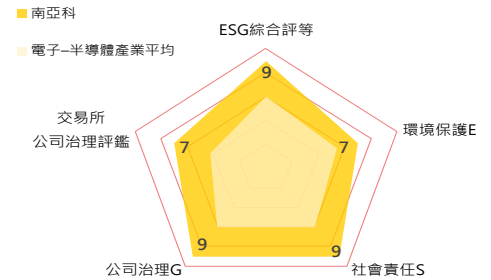 南亞科
電子–半導體產業平均
ESG綜合評等
9
環境保護E
7
社會責任S
9
公司治理G
9
交易所
公司治理評鑑
7